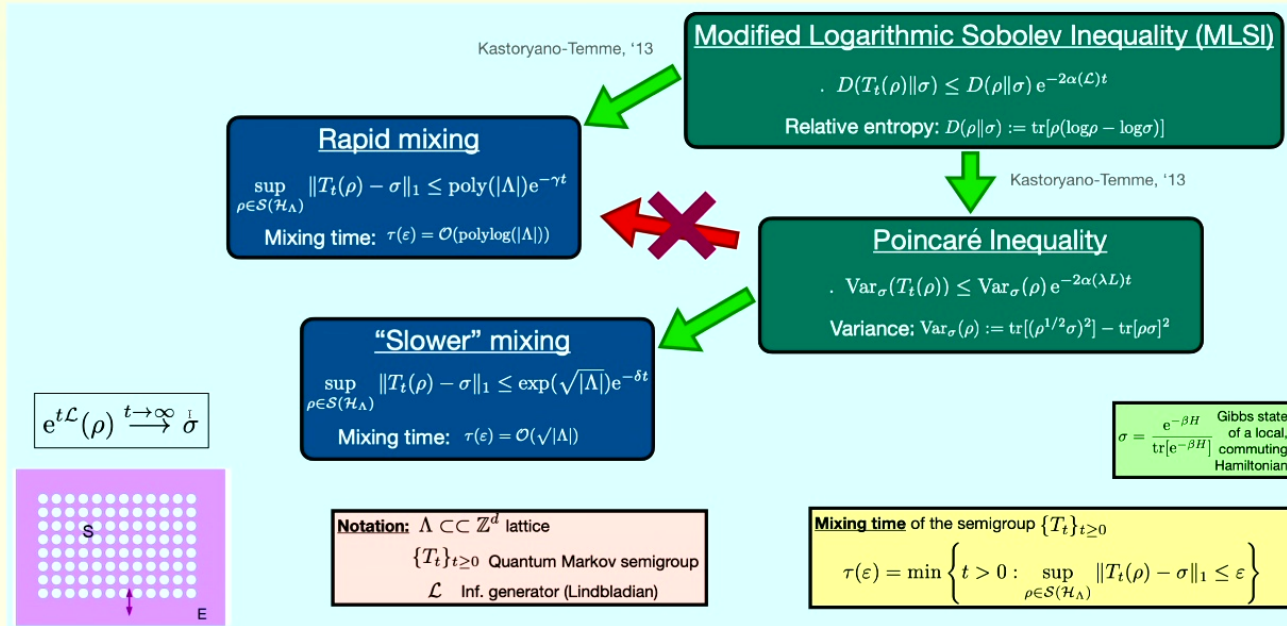 Kastoryano-Temme, ‘13
Modified Logarithmic Sobolev Inequality (MLSI)
. D(T_t(ρ)‖σ) ≤ D(ρ‖σ) e^{-2α(ℒ)t}
Relative entropy: D(ρ‖σ) := tr[ρ(logρ − logσ)]
Rapid mixing
sup_{ρ∈𝒮(ℋ_Λ)} ‖T_t(ρ) − σ‖_1 ≤ poly(|Λ|)e^{-γt}
Mixing time: τ(ε) = 𝒪(polylog(|Λ|))
Kastoryano-Temme, ‘13
Poincaré Inequality
. Var_σ(T_t(ρ)) ≤ Var_σ(ρ) e^{-2α(λL)t}
Variance: Var_σ(ρ) := tr[(ρ^{1/2}σ)^2] − tr[ρσ]^2
“Slower” mixing
sup_{ρ∈𝒮(ℋ_Λ)} ‖T_t(ρ) − σ‖_1 ≤ exp(√|Λ|)e^{-δt}
Mixing time: τ(ε) = 𝒪(√|Λ|)
e^{tℒ}(ρ) \overset{t→∞}{⟶} σ
σ = e^{-βH} / tr[e^{-βH}]
Gibbs state
of a local,
commuting
Hamiltonian
S
E
Notation: Λ ⊂⊂ ℤ^d lattice
{T_t}_{t≥0} Quantum Markov semigroup
ℒ Inf. generator (Lindbladian)
Mixing time of the semigroup {T_t}_{t≥0}
τ(ε) = min { t > 0 : sup_{ρ∈𝒮(ℋ_Λ)} ‖T_t(ρ) − σ‖_1 ≤ ε }